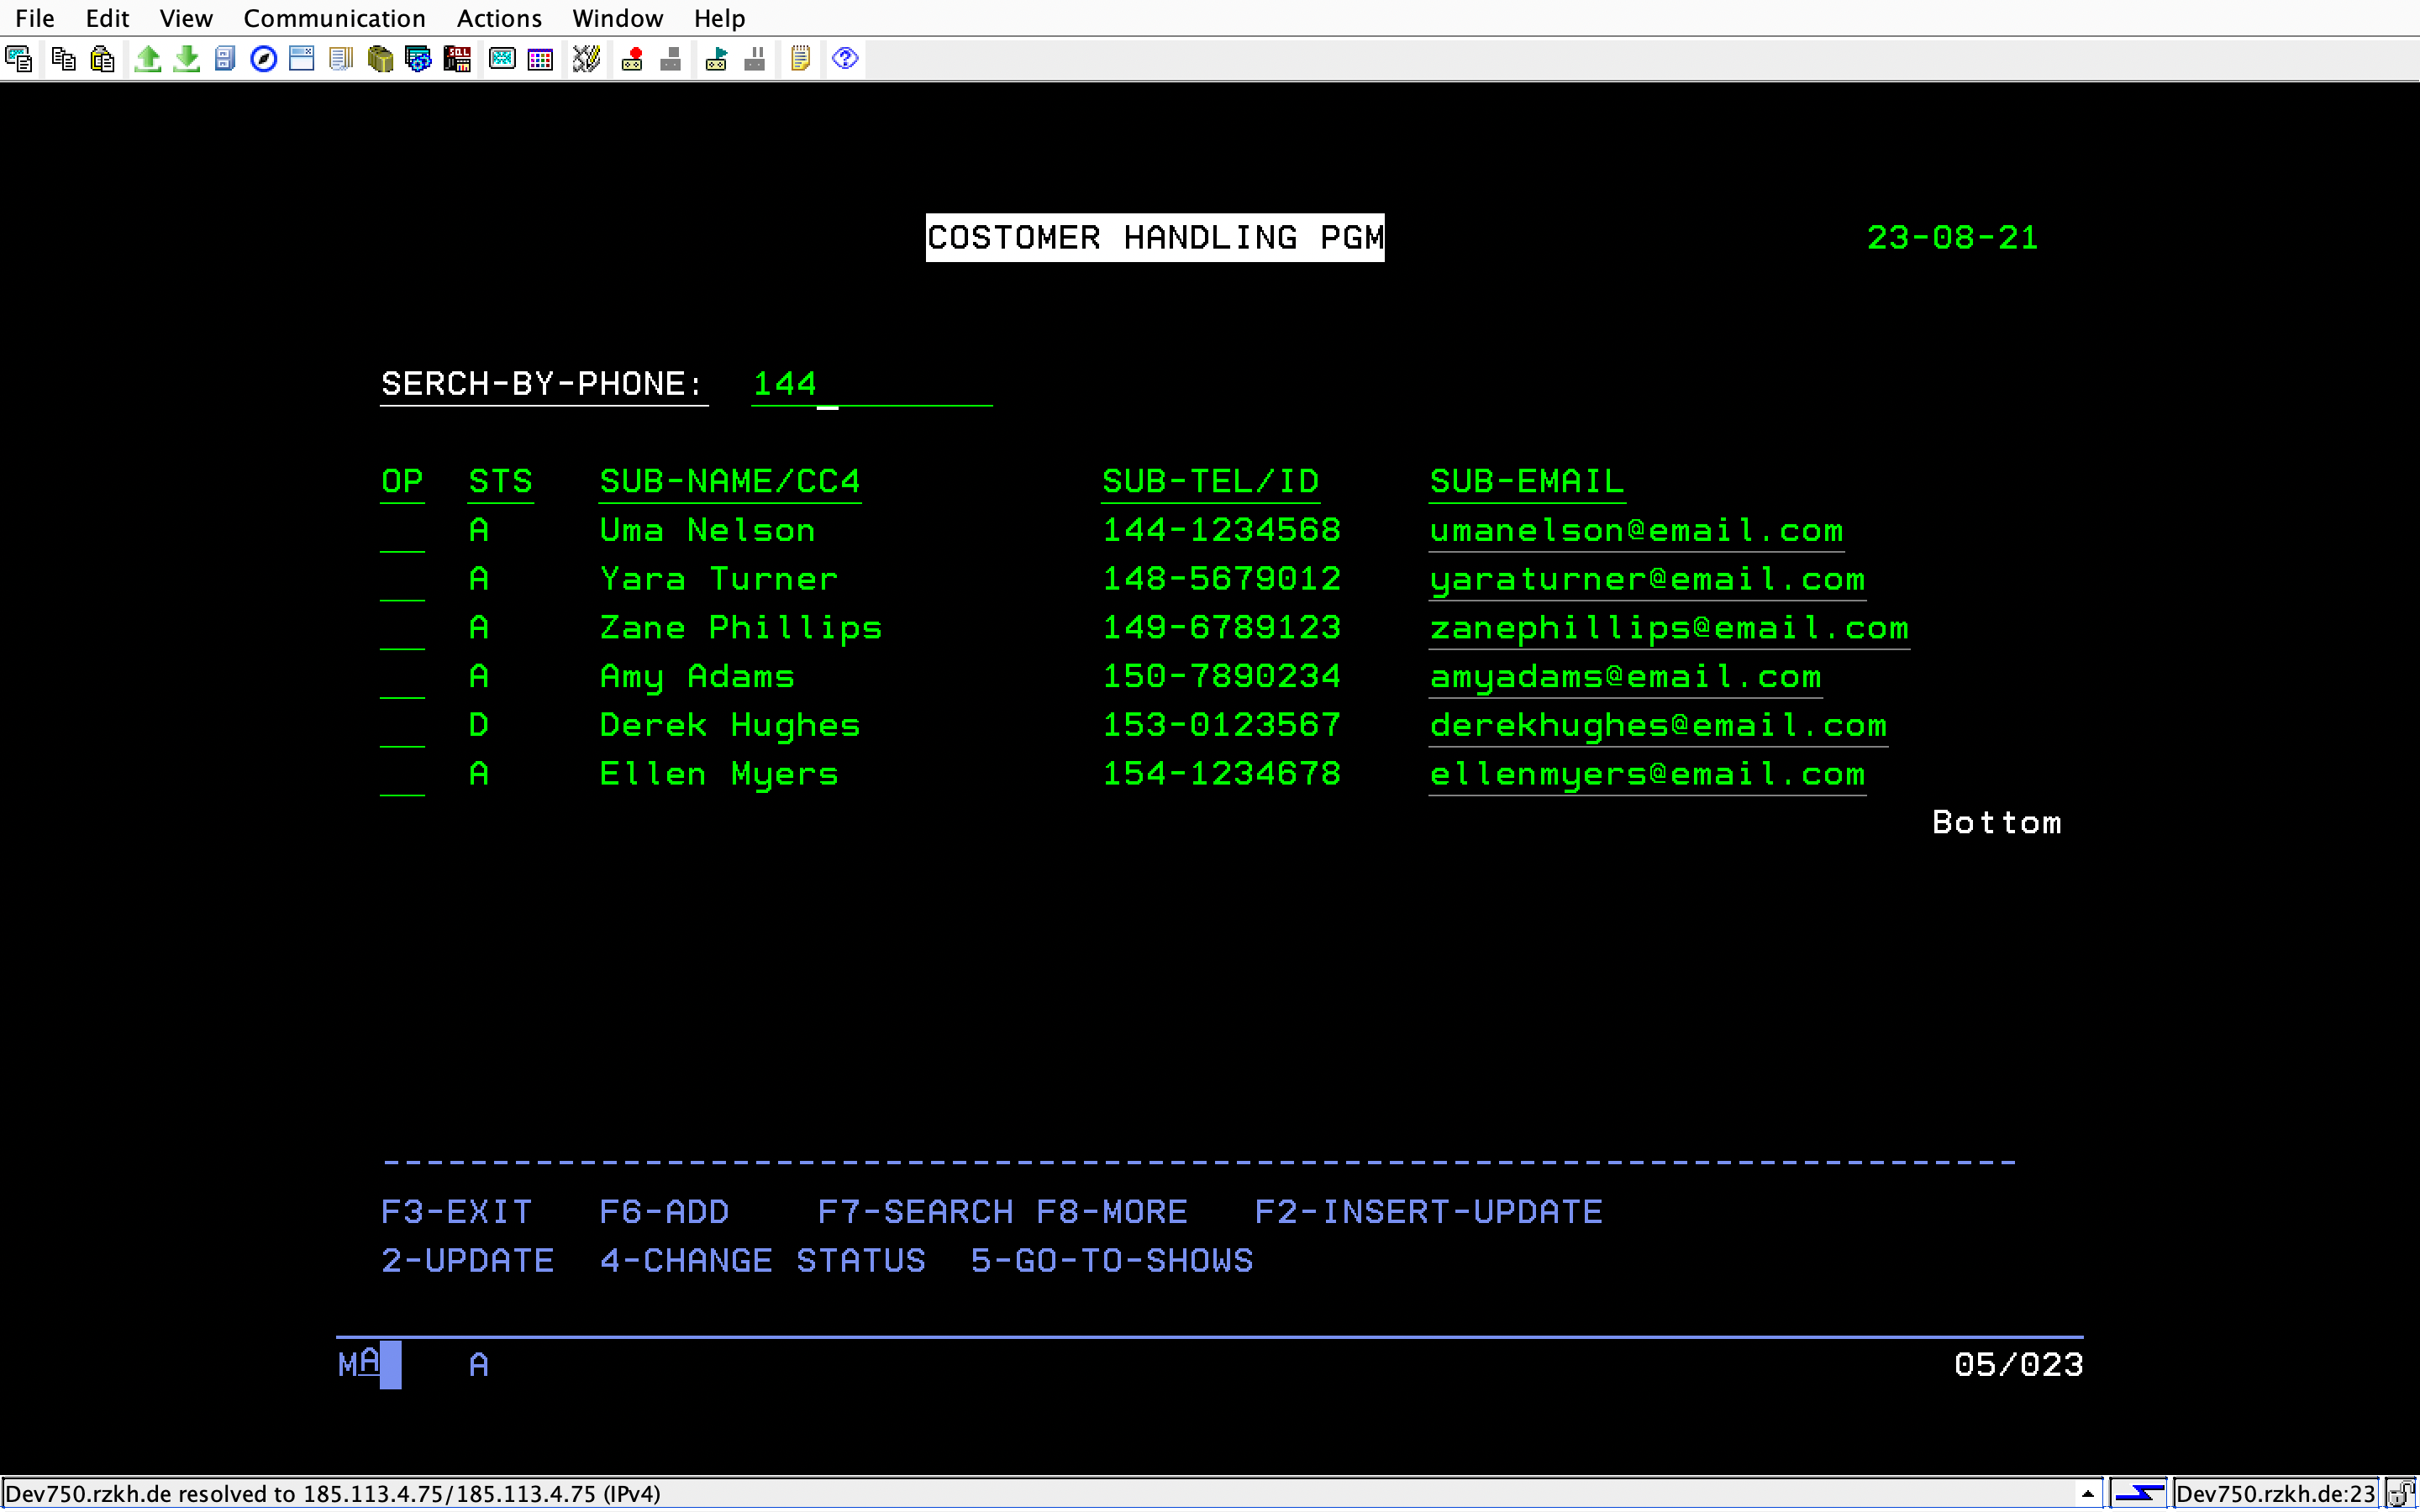 File Edit View Communication Actions Window Help
COSTOMER HANDLING PGM 23-08-21
SERCH-BY-PHONE: 144
OP STS SUB-NAME/CC4 SUB-TEL/ID SUB-EMAIL
A Uma Nelson 144-1234568 umanelson@email.com
A Yara Turner 148-5679012 yaraturner@email.com
A Zane Phillips 149-6789123 zanephillips@email.com
A Amy Adams 150-7890234 amyadams@email.com
D Derek Hughes 153-0123567 derekhughes@email.com
A Ellen Myers 154-1234678 ellenmyers@email.com
Bottom
F3-EXIT F6-ADD F7-SEARCH F8-MORE F2-INSERT-UPDATE
2-UPDATE 4-CHANGE STATUS 5-GO-TO-SHOWS
MA A 05/023
Dev750.rzkh.de resolved to 185.113.4.75/185.113.4.75 (IPv4) Dev750.rzkh.de:23